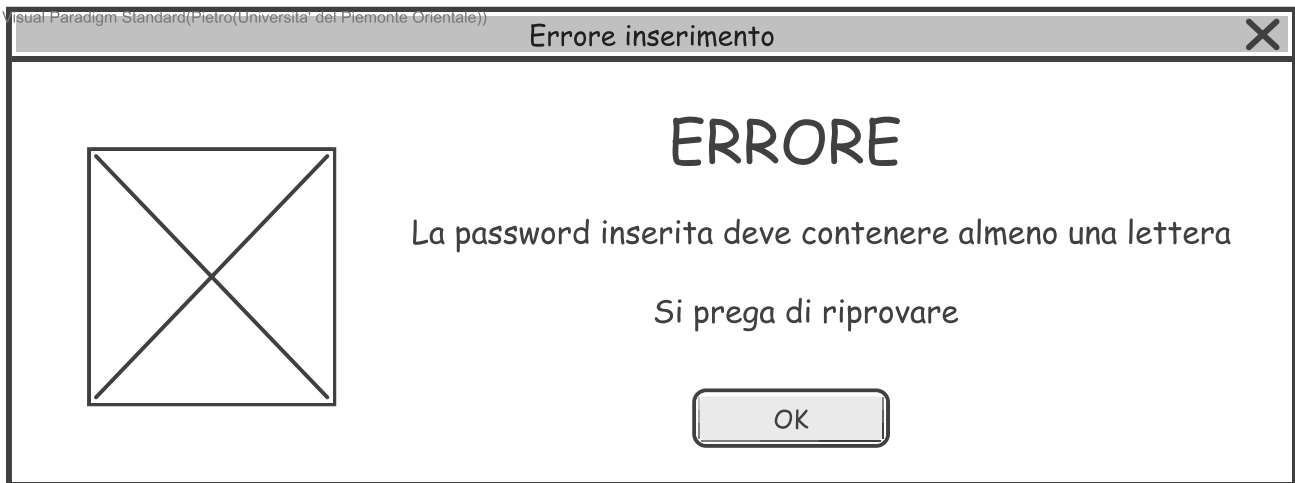 Visual Paradigm Standard(Pietro(Universita' del Piemonte Orientale))
Errore inserimento
ERRORE
La password inserita deve contenere almeno una lettera
Si prega di riprovare
OK